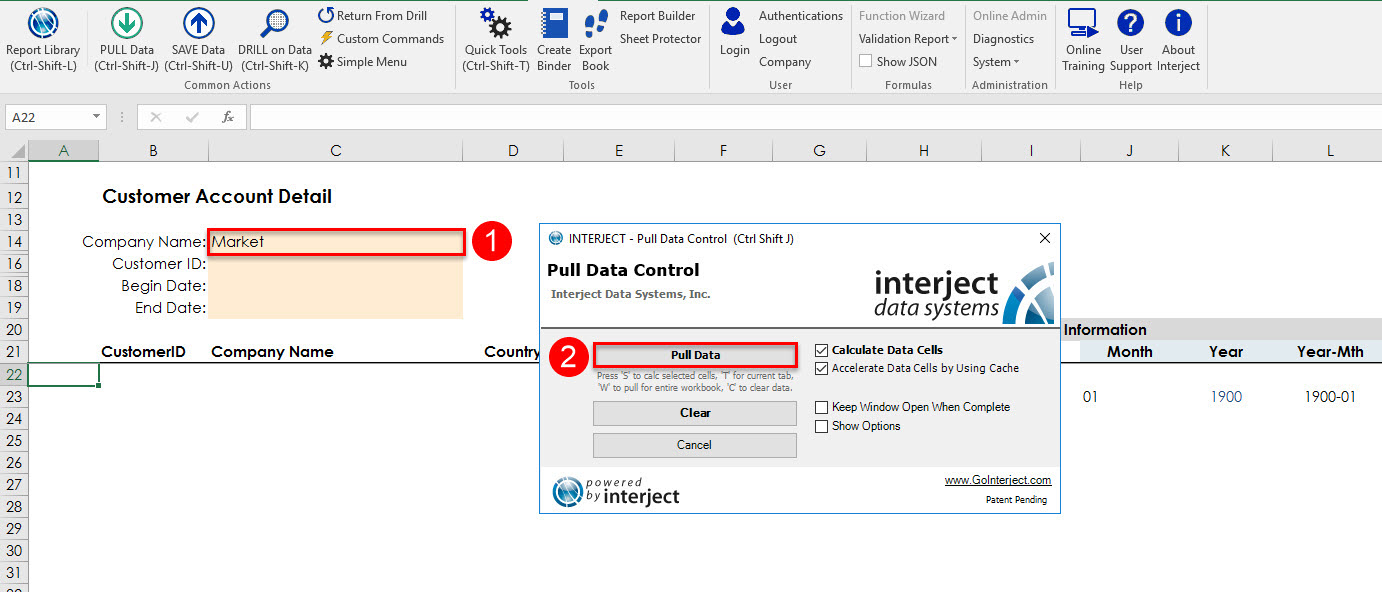 Report Library
(Ctrl-Shift-L)
PULL Data
(Ctrl-Shift-J)
SAVE Data
(Ctrl-Shift-U)
DRILL on Data
(Ctrl-Shift-K)
Return From Drill
Custom Commands
Simple Menu
Common Actions
Quick Tools
(Ctrl-Shift-T)
Create
Binder
Export
Book
Report Builder
Sheet Protector
Tools
Login
Authentications
Logout
Company
User
Function Wizard
Validation Report
Show JSON
Formulas
Online Admin
Diagnostics
System
Administration
Online
Training
User
Support
About
Interject
Help
A22
fx
A B C D E F G H I J K L
11
12 Customer Account Detail
13
14 Company Name: Market 1
16 Customer ID:
18 Begin Date:
19 End Date:
20 Information
21 CustomerID Company Name Country Month Year Year-Mth
22
23 01 1900 1900-01
24
25
26
27
28
29
30
31
INTERJECT - Pull Data Control (Ctrl Shift J)
Pull Data Control
Interject Data Systems, Inc.
interject
data systems
2 Pull Data
Press 'S' to calc selected cells, 'T' for current tab,
'W' to pull for entire workbook, 'C' to clear data.
Clear
Cancel
Calculate Data Cells
Accelerate Data Cells by Using Cache
Keep Window Open When Complete
Show Options
powered
by interject
www.GoInterject.com
Patent Pending